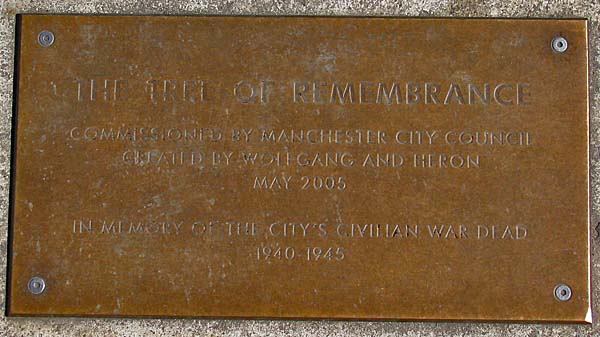 THE TREE OF REMEMBRANCE
COMMISSIONED BY MANCHESTER CITY COUNCIL
CREATED BY WOLFGANG AND HERON
MAY 2005
IN MEMORY OF THE CITY'S CIVILIAN WAR DEAD
1940-1945